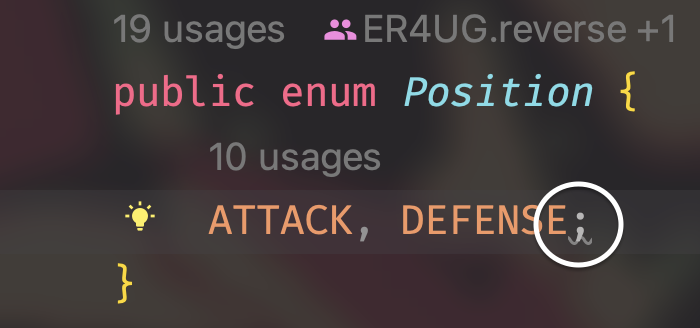 19 usages ER4UG.reverse +1
public enum Position {
10 usages
ATTACK, DEFENSE;
}